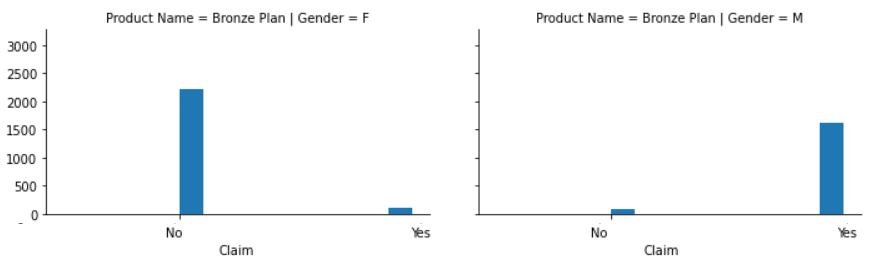 Product Name = Bronze Plan | Gender = F
Product Name = Bronze Plan | Gender = M
3000
2500
2000
1500
1000
500
0
No
Yes
No
Yes
Claim
Claim